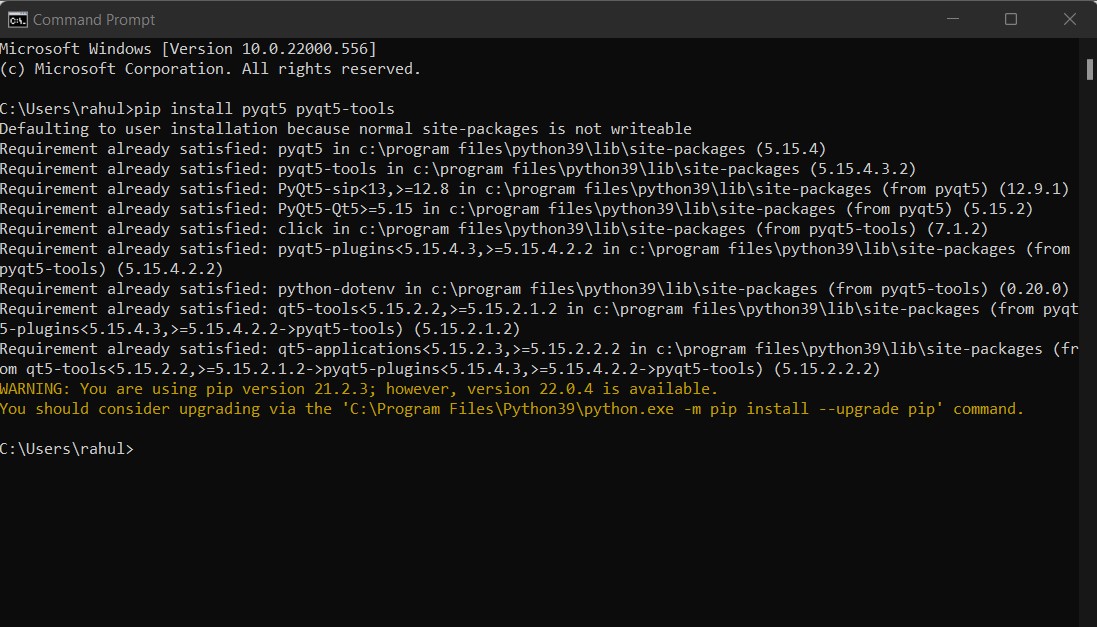 Command Prompt
Microsoft Windows [Version 10.0.22000.556]
(c) Microsoft Corporation. All rights reserved.
C:\Users\rahul>pip install pyqt5 pyqt5-tools
Defaulting to user installation because normal site-packages is not writeable
Requirement already satisfied: pyqt5 in c:\program files\python39\lib\site-packages (5.15.4)
Requirement already satisfied: pyqt5-tools in c:\program files\python39\lib\site-packages (5.15.4.3.2)
Requirement already satisfied: PyQt5-sip<13,>=12.8 in c:\program files\python39\lib\site-packages (from pyqt5) (12.9.1)
Requirement already satisfied: PyQt5-Qt5>=5.15 in c:\program files\python39\lib\site-packages (from pyqt5) (5.15.2)
Requirement already satisfied: click in c:\program files\python39\lib\site-packages (from pyqt5-tools) (7.1.2)
Requirement already satisfied: pyqt5-plugins<5.15.4.3,>=5.15.4.2.2 in c:\program files\python39\lib\site-packages (from
pyqt5-tools) (5.15.4.2.2)
Requirement already satisfied: python-dotenv in c:\program files\python39\lib\site-packages (from pyqt5-tools) (0.20.0)
Requirement already satisfied: qt5-tools<5.15.2.2,>=5.15.2.1.2 in c:\program files\python39\lib\site-packages (from pyqt
5-plugins<5.15.4.3,>=5.15.4.2.2->pyqt5-tools) (5.15.2.1.2)
Requirement already satisfied: qt5-applications<5.15.2.3,>=5.15.2.2.2 in c:\program files\python39\lib\site-packages (fr
om qt5-tools<5.15.2.2,>=5.15.2.1.2->pyqt5-plugins<5.15.4.3,>=5.15.4.2.2->pyqt5-tools) (5.15.2.2.2)
WARNING: You are using pip version 21.2.3; however, version 22.0.4 is available.
You should consider upgrading via the 'C:\Program Files\Python39\python.exe -m pip install --upgrade pip' command.
C:\Users\rahul>